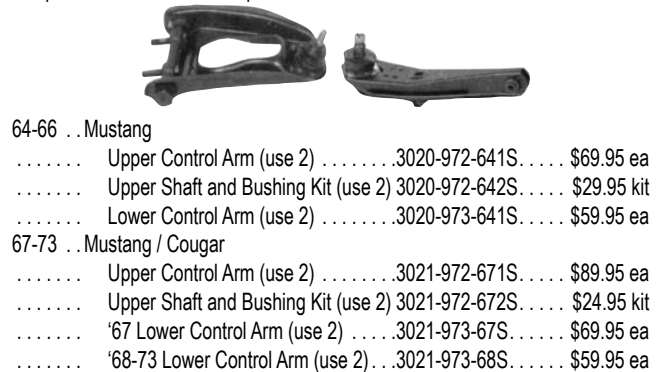 64-66 . . Mustang
. . . . . . . Upper Control Arm (use 2) . . . . . . . .3020-972-641S. . . . . $69.95 ea
. . . . . . . Upper Shaft and Bushing Kit (use 2) 3020-972-642S. . . . . $29.95 kit
. . . . . . . Lower Control Arm (use 2) . . . . . . . .3020-973-641S. . . . . $59.95 ea
67-73 . . Mustang / Cougar
. . . . . . . Upper Control Arm (use 2) . . . . . . . .3021-972-671S. . . . . $89.95 ea
. . . . . . . Upper Shaft and Bushing Kit (use 2) 3021-972-672S. . . . . $24.95 kit
. . . . . . . ‘67 Lower Control Arm (use 2) . . . . .3021-973-67S. . . . . . $69.95 ea
. . . . . . . ‘68-73 Lower Control Arm (use 2). . .3021-973-68S. . . . . . $59.95 ea